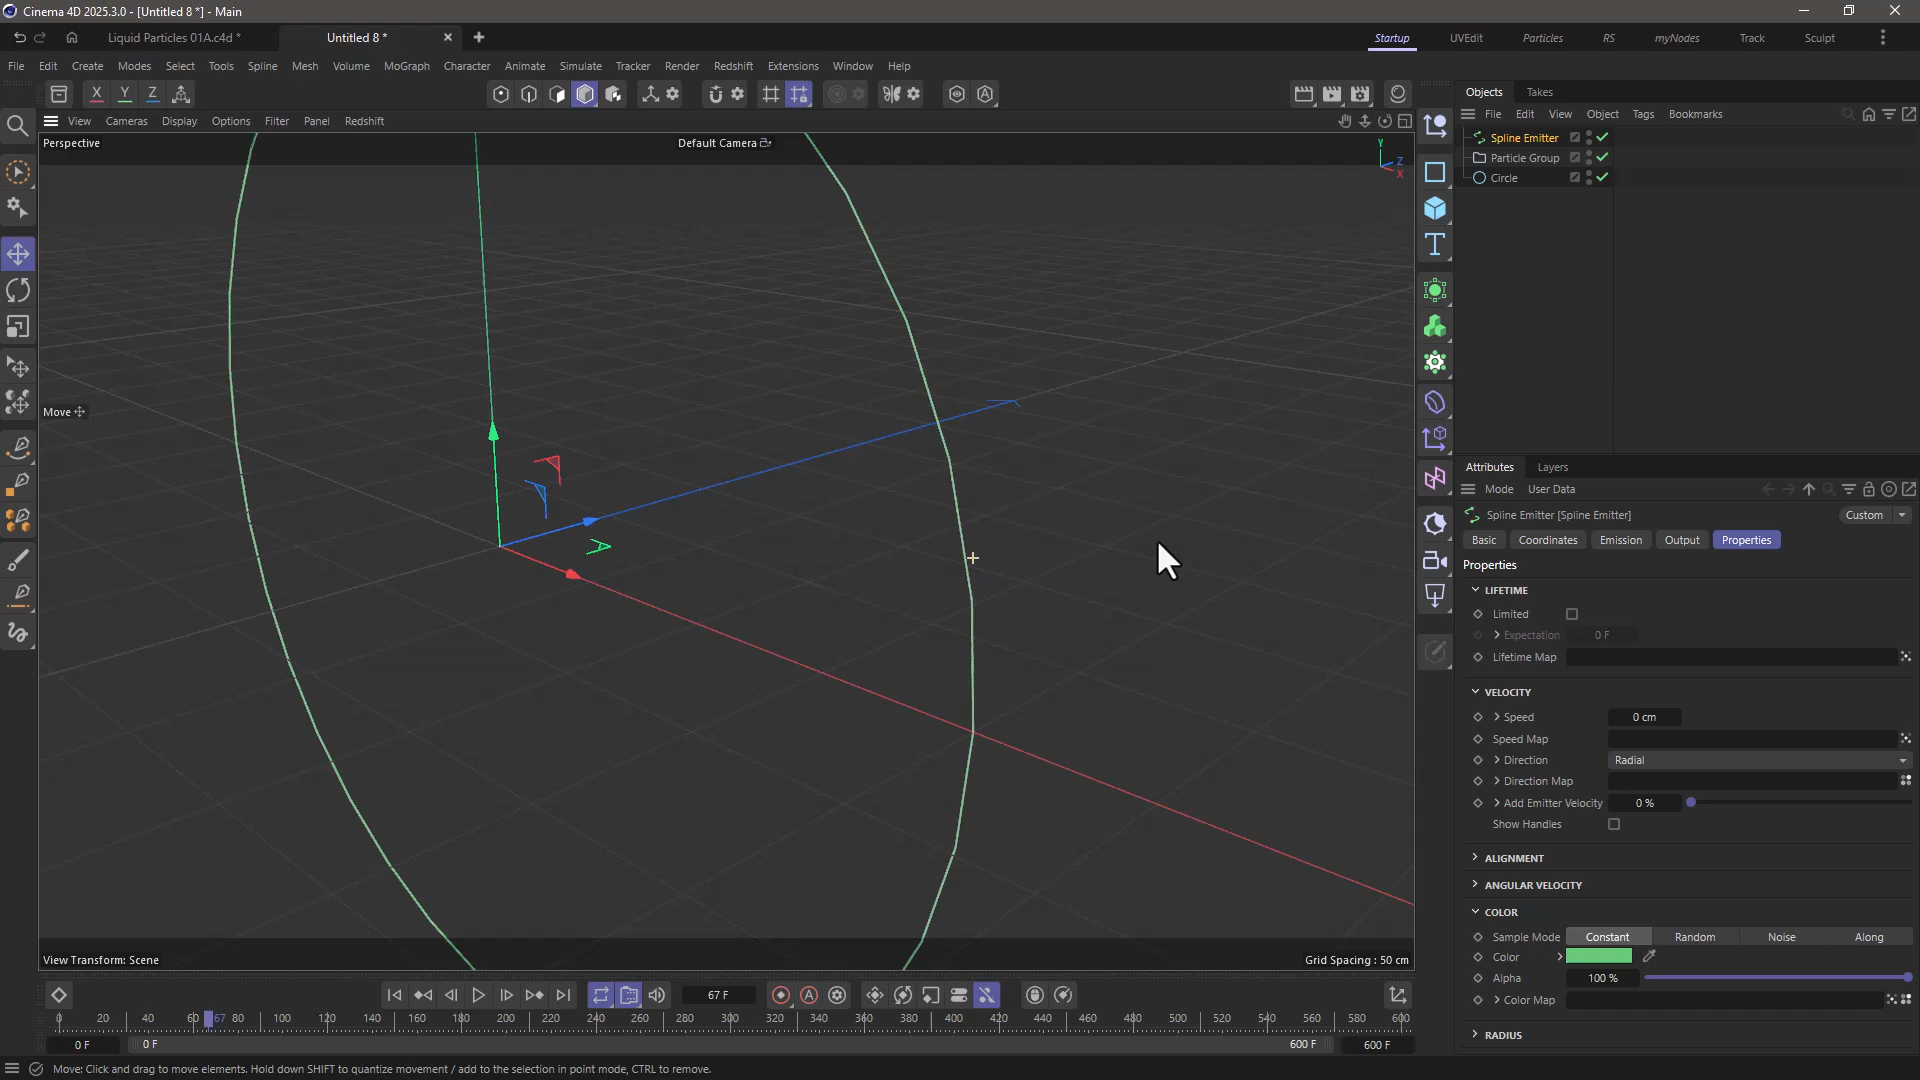 Cinema 4D 2025.3.0 - [Untitled 8 *] - Main
Liquid Particles 01A.c4d *
Untitled 8 *
Startup
UVEdit
Particles
RS
myNodes
Track
Sculpt
File Edit Create Modes Select Tools Spline Mesh Volume MoGraph Character Animate Simulate Tracker Render Redshift Extensions Window Help
X Y Z
View Cameras Display Options Filter Panel Redshift
Perspective
Default Camera
Y
Z
X
Move
View Transform: Scene
Grid Spacing : 50 cm
Objects Takes
File Edit View Object Tags Bookmarks
Spline Emitter
Particle Group
Circle
Attributes Layers
Mode User Data
Spline Emitter [Spline Emitter]
Custom
Basic Coordinates Emission Output Properties
Properties
LIFETIME
Limited
Expectation 0 F
Lifetime Map
VELOCITY
Speed 0 cm
Speed Map
Direction Radial
Direction Map
Add Emitter Velocity 0 %
Show Handles
ALIGNMENT
ANGULAR VELOCITY
COLOR
Sample Mode Constant Random Noise Along
Color
Alpha 100 %
Color Map
RADIUS
67 F
0 20 40 60 67 80 100 120 140 160 180 200 220 240 260 280 300 320 340 360 380 400 420 440 460 480 500 520 540 560 580 600
0 F 0 F 600 F 600 F
Move: Click and drag to move elements. Hold down SHIFT to quantize movement / add to the selection in point mode, CTRL to remove.